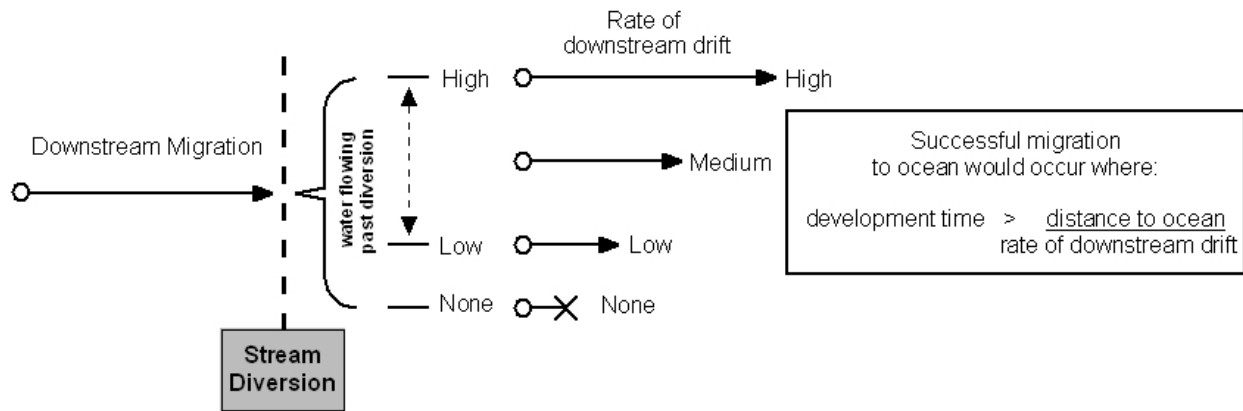 Rate of
downstream drift
High
High
Downstream Migration
water flowing
past diversion
Medium
Low
Low
None
None
Successful migration
to ocean would occur where:
development time > distance to ocean
rate of downstream drift
Stream
Diversion